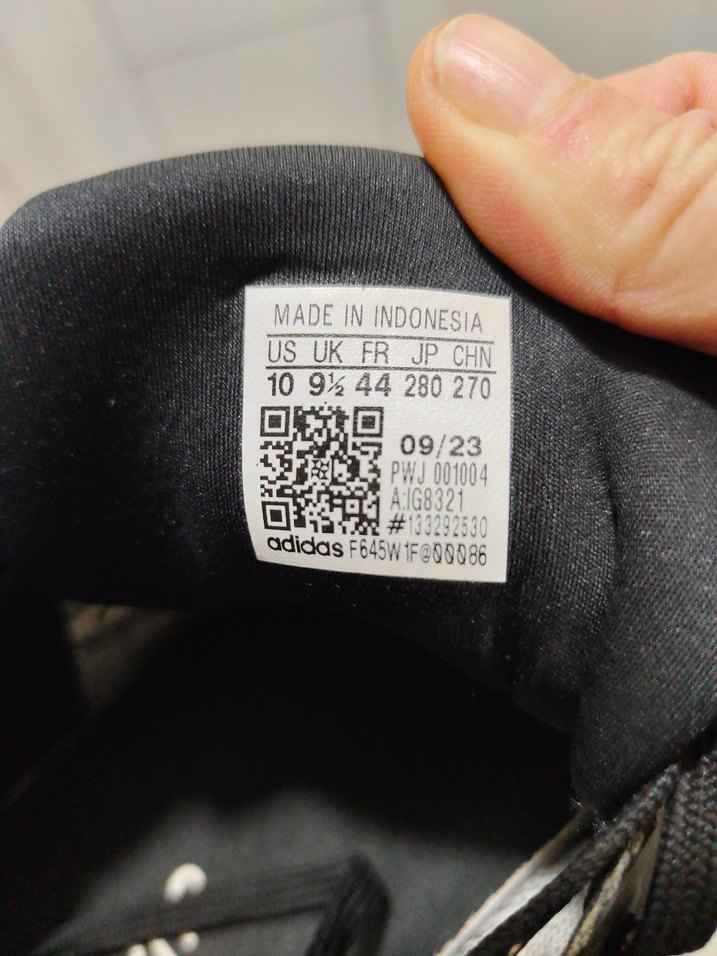 MADE IN INDONESIA
US UK FR JP CHN
10 9½ 44 280 270
09/23
PWJ 001004
A:IG8321
#133292530
adidas F645W1F@00086